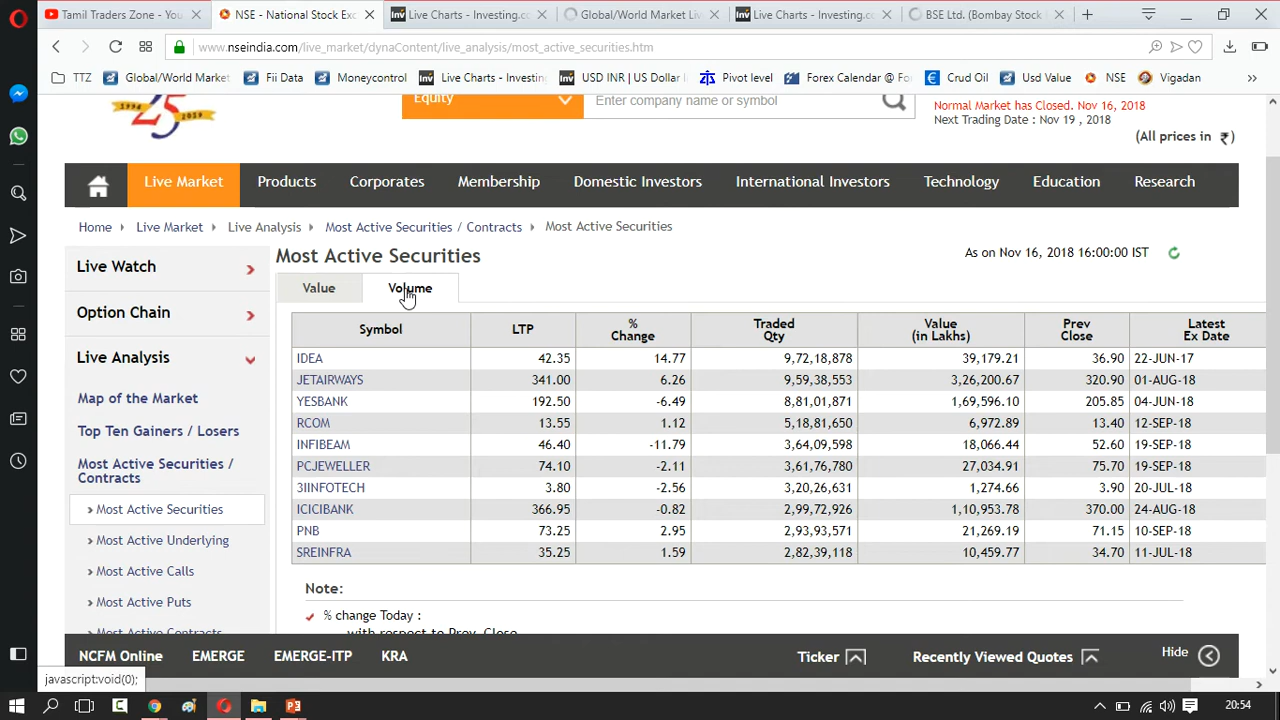 Tamil Traders Zone - You
NSE - National Stock Exc
Live Charts - Investing.co
Global/World Market Li
Live Charts - Investing.co
BSE Ltd. (Bombay Stock
www.nseindia.com/live_market/dynaContent/live_analysis/most_active_securities.htm
TTZ
Global/World Market
Fii Data
Moneycontrol
Live Charts - Investin
USD INR | US Dollar
Pivot level
Forex Calendar @ Fo
Crud Oil
Usd Value
NSE
Vigadan
1994 25 2019
Equity
Enter company name or symbol
Normal Market has Closed. Nov 16, 2018
Next Trading Date : Nov 19 , 2018
(All prices in ₹)
Live Market Products Corporates Membership Domestic Investors International Investors Technology Education Research
Home Live Market Live Analysis Most Active Securities / Contracts Most Active Securities
Live Watch
Option Chain
Live Analysis
Map of the Market
Top Ten Gainers / Losers
Most Active Securities /
Contracts
Most Active Securities
Most Active Underlying
Most Active Calls
Most Active Puts
Most Active Contracts
Most Active Securities
As on Nov 16, 2018 16:00:00 IST
Value Volume
Symbol LTP % Change Traded Qty Value (in Lakhs) Prev Close Latest Ex Date
IDEA 42.35 14.77 9,72,18,878 39,179.21 36.90 22-JUN-17
JETAIRWAYS 341.00 6.26 9,59,38,553 3,26,200.67 320.90 01-AUG-18
YESBANK 192.50 -6.49 8,81,01,871 1,69,596.10 205.85 04-JUN-18
RCOM 13.55 1.12 5,18,81,650 6,972.89 13.40 12-SEP-18
INFIBEAM 46.40 -11.79 3,64,09,598 18,066.44 52.60 19-SEP-18
PCJEWELLER 74.10 -2.11 3,61,76,780 27,034.91 75.70 19-SEP-18
3IINFOTECH 3.80 -2.56 3,20,26,631 1,274.66 3.90 20-JUL-18
ICICIBANK 366.95 -0.82 2,99,72,926 1,10,953.78 370.00 24-AUG-18
PNB 73.25 2.95 2,93,93,571 21,269.19 71.15 10-SEP-18
SREINFRA 35.25 1.59 2,82,39,118 10,459.77 34.70 11-JUL-18
Note:
% change Today :
with respect to Prev. Close
NCFM Online EMERGE EMERGE-ITP KRA Ticker Recently Viewed Quotes Hide
javascript:void(0);
20:54